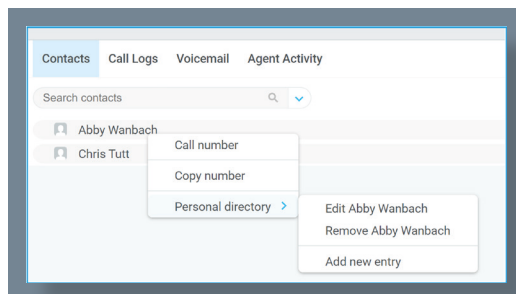 Contacts Call Logs Voicemail Agent Activity
Search contacts
Abby Wanbach
Chris Tutt
Call number
Copy number
Personal directory
Edit Abby Wanbach
Remove Abby Wanbach
Add new entry